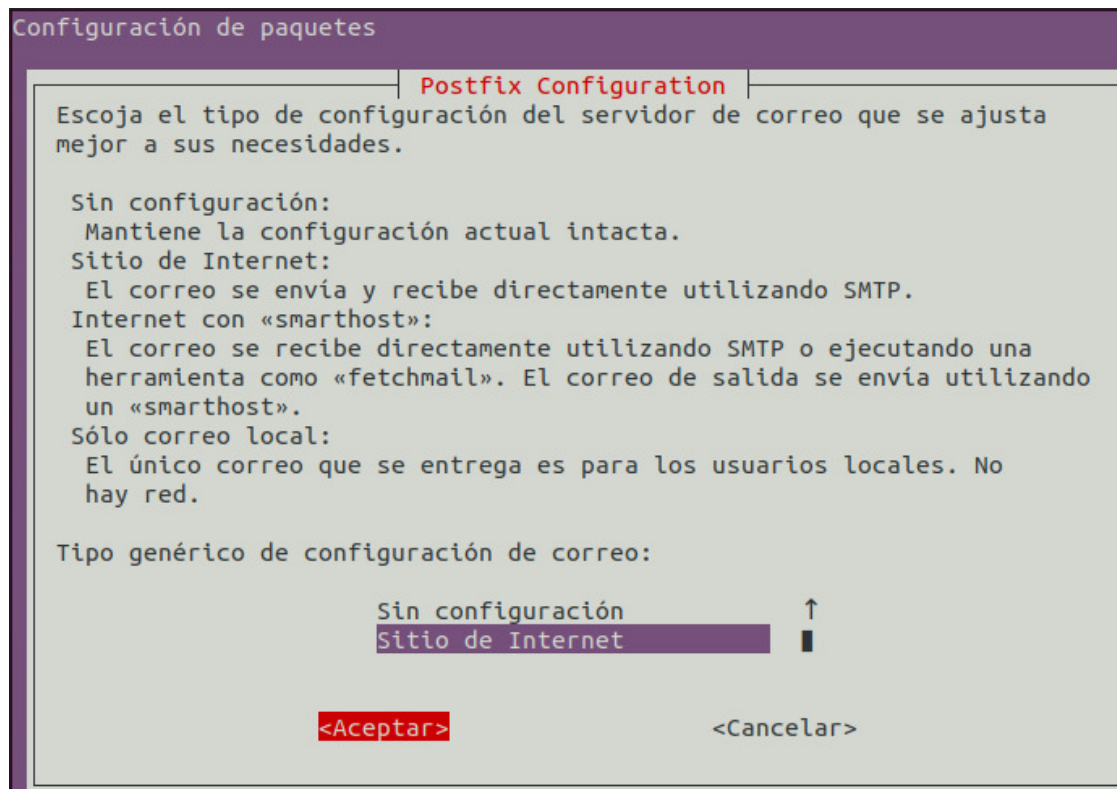 Configuración de paquetes
Postfix Configuration
Escoja el tipo de configuración del servidor de correo que se ajusta
mejor a sus necesidades.
Sin configuración:
Mantiene la configuración actual intacta.
Sitio de Internet:
El correo se envía y recibe directamente utilizando SMTP.
Internet con «smarthost»:
El correo se recibe directamente utilizando SMTP o ejecutando una
herramienta como «fetchmail». El correo de salida se envía utilizando
un «smarthost».
Sólo correo local:
El único correo que se entrega es para los usuarios locales. No
hay red.
Tipo genérico de configuración de correo:
Sin configuración ↑
Sitio de Internet
<Aceptar> <Cancelar>